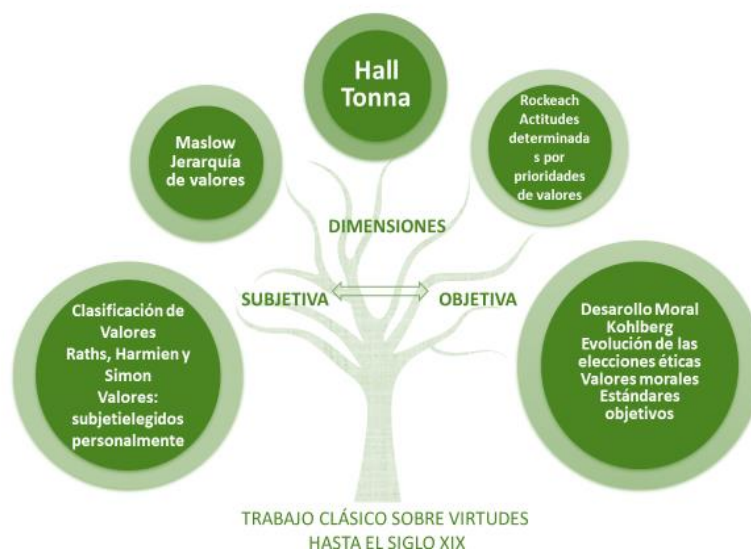 Hall
Tonna
Maslow
Jerarquía
de valores
Rockeach
Actitudes
determinada
s por
prioridades
de valores
DIMENSIONES
SUBJETIVA
OBJETIVA
Clasificación de
Valores
Raths, Harmien y
Simon
Valores:
subjetielegidos
personalmente
Desarollo Moral
Kohlberg
Evolución de las
elecciones éticas
Valores morales
Estándares
objetivos
TRABAJO CLÁSICO SOBRE VIRTUDES
HASTA EL SIGLO XIX